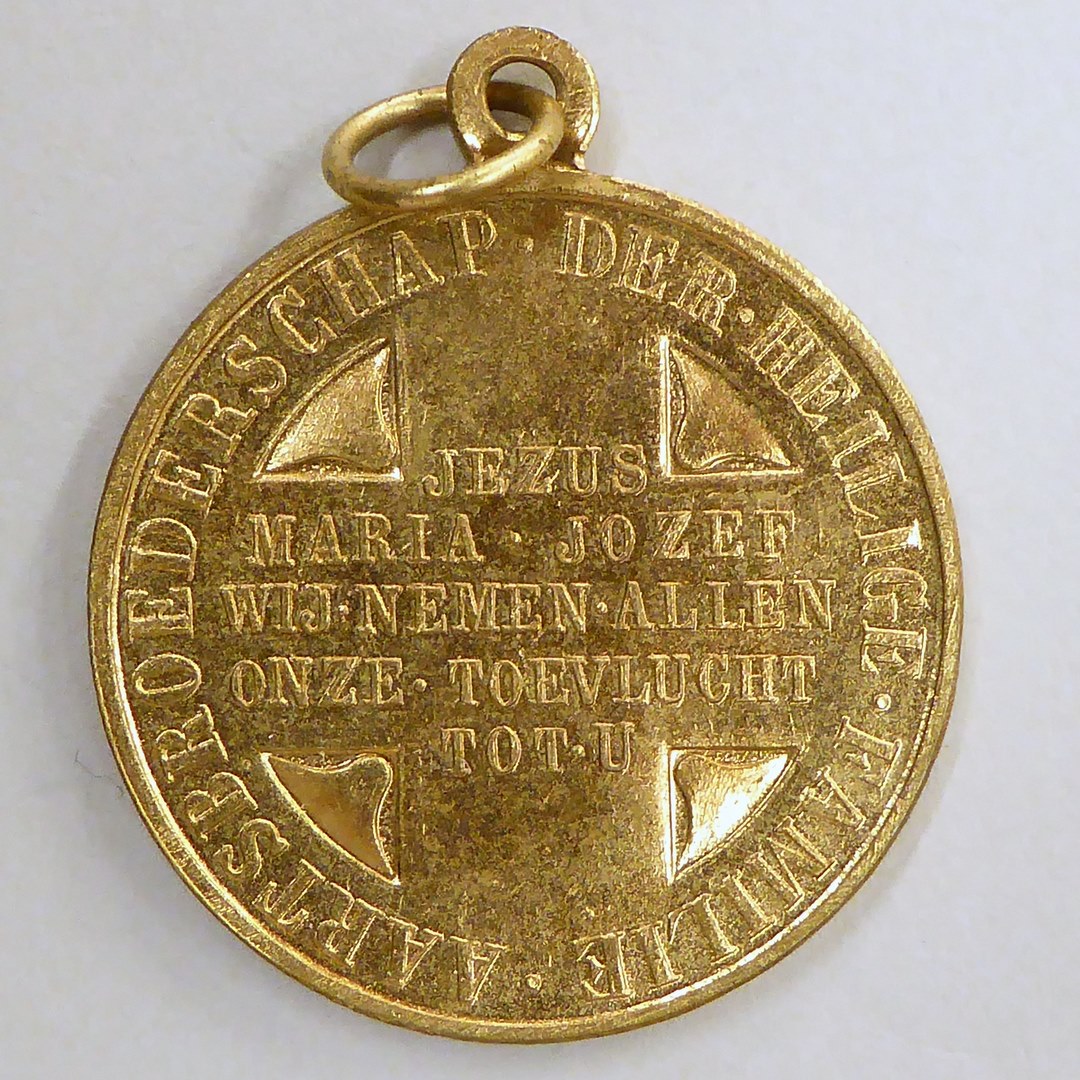 AARTSBROEDERSCHAP · DER · HEILIGE · FAMILIE ·
JEZUS
MARIA · JOZEF
WIJ · NEMEN · ALLEN
ONZE · TOEVLUCHT
TOT · U